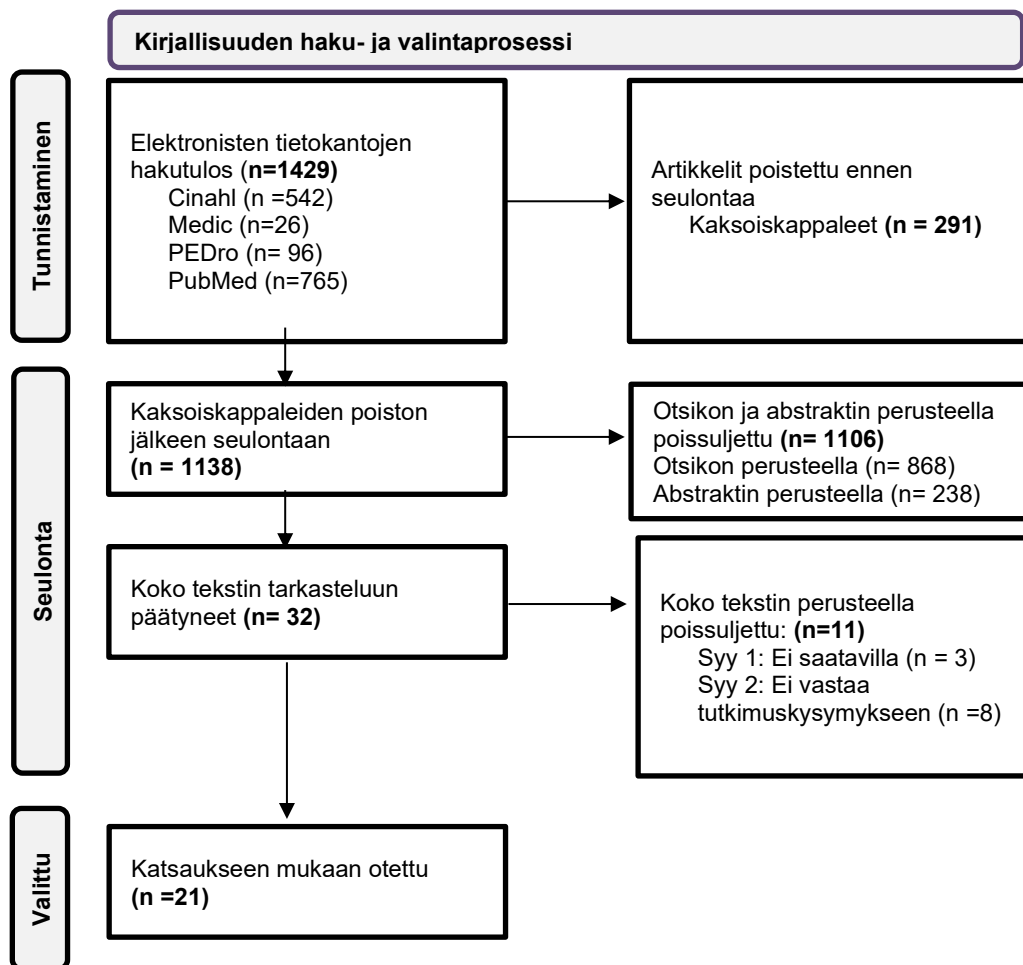 Kirjallisuuden haku- ja valintaprosessi
Tunnistaminen
Elektronisten tietokantojen
hakutulos (n=1429)
Cinahl (n =542)
Medic (n=26)
PEDro (n= 96)
PubMed (n=765)
Artikkelit poistettu ennen
seulontaa
Kaksoiskappaleet (n = 291)
Seulonta
Kaksoiskappaleiden poiston
jälkeen seulontaan
(n = 1138)
Otsikon ja abstraktin perusteella
poissuljettu (n= 1106)
Otsikon perusteella (n= 868)
Abstraktin perusteella (n= 238)
Koko tekstin tarkasteluun
päätyneet (n= 32)
Koko tekstin perusteella
poissuljettu: (n=11)
Syy 1: Ei saatavilla (n = 3)
Syy 2: Ei vastaa
tutkimuskysymykseen (n =8)
Valittu
Katsaukseen mukaan otettu
(n =21)